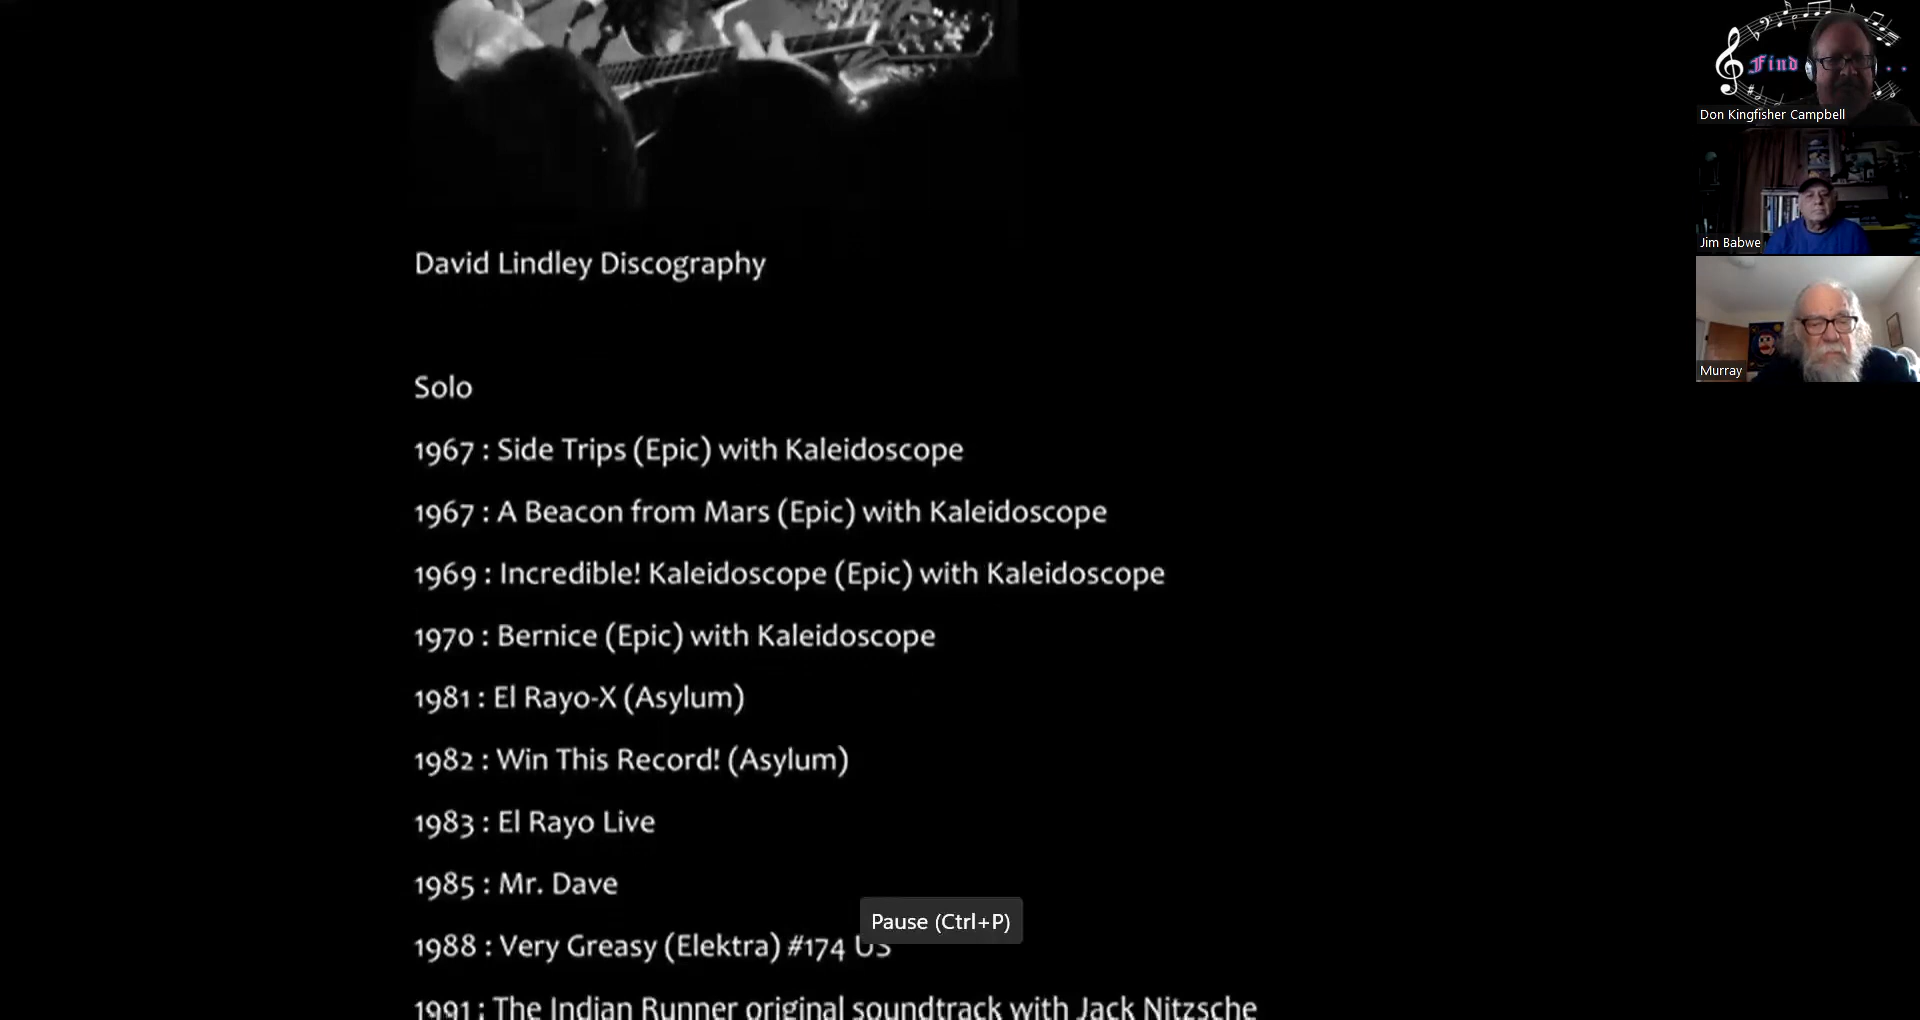 Find ..
Don Kingfisher Campbell
Jim Babwe
Murray
David Lindley Discography
Solo
1967 : Side Trips (Epic) with Kaleidoscope
1967 : A Beacon from Mars (Epic) with Kaleidoscope
1969 : Incredible! Kaleidoscope (Epic) with Kaleidoscope
1970 : Bernice (Epic) with Kaleidoscope
1981 : El Rayo-X (Asylum)
1982 : Win This Record! (Asylum)
1983 : El Rayo Live
1985 : Mr. Dave
Pause (Ctrl+P)
1988 : Very Greasy (Elektra) #174 US
1991 : The Indian Runner original soundtrack with Jack Nitzsche